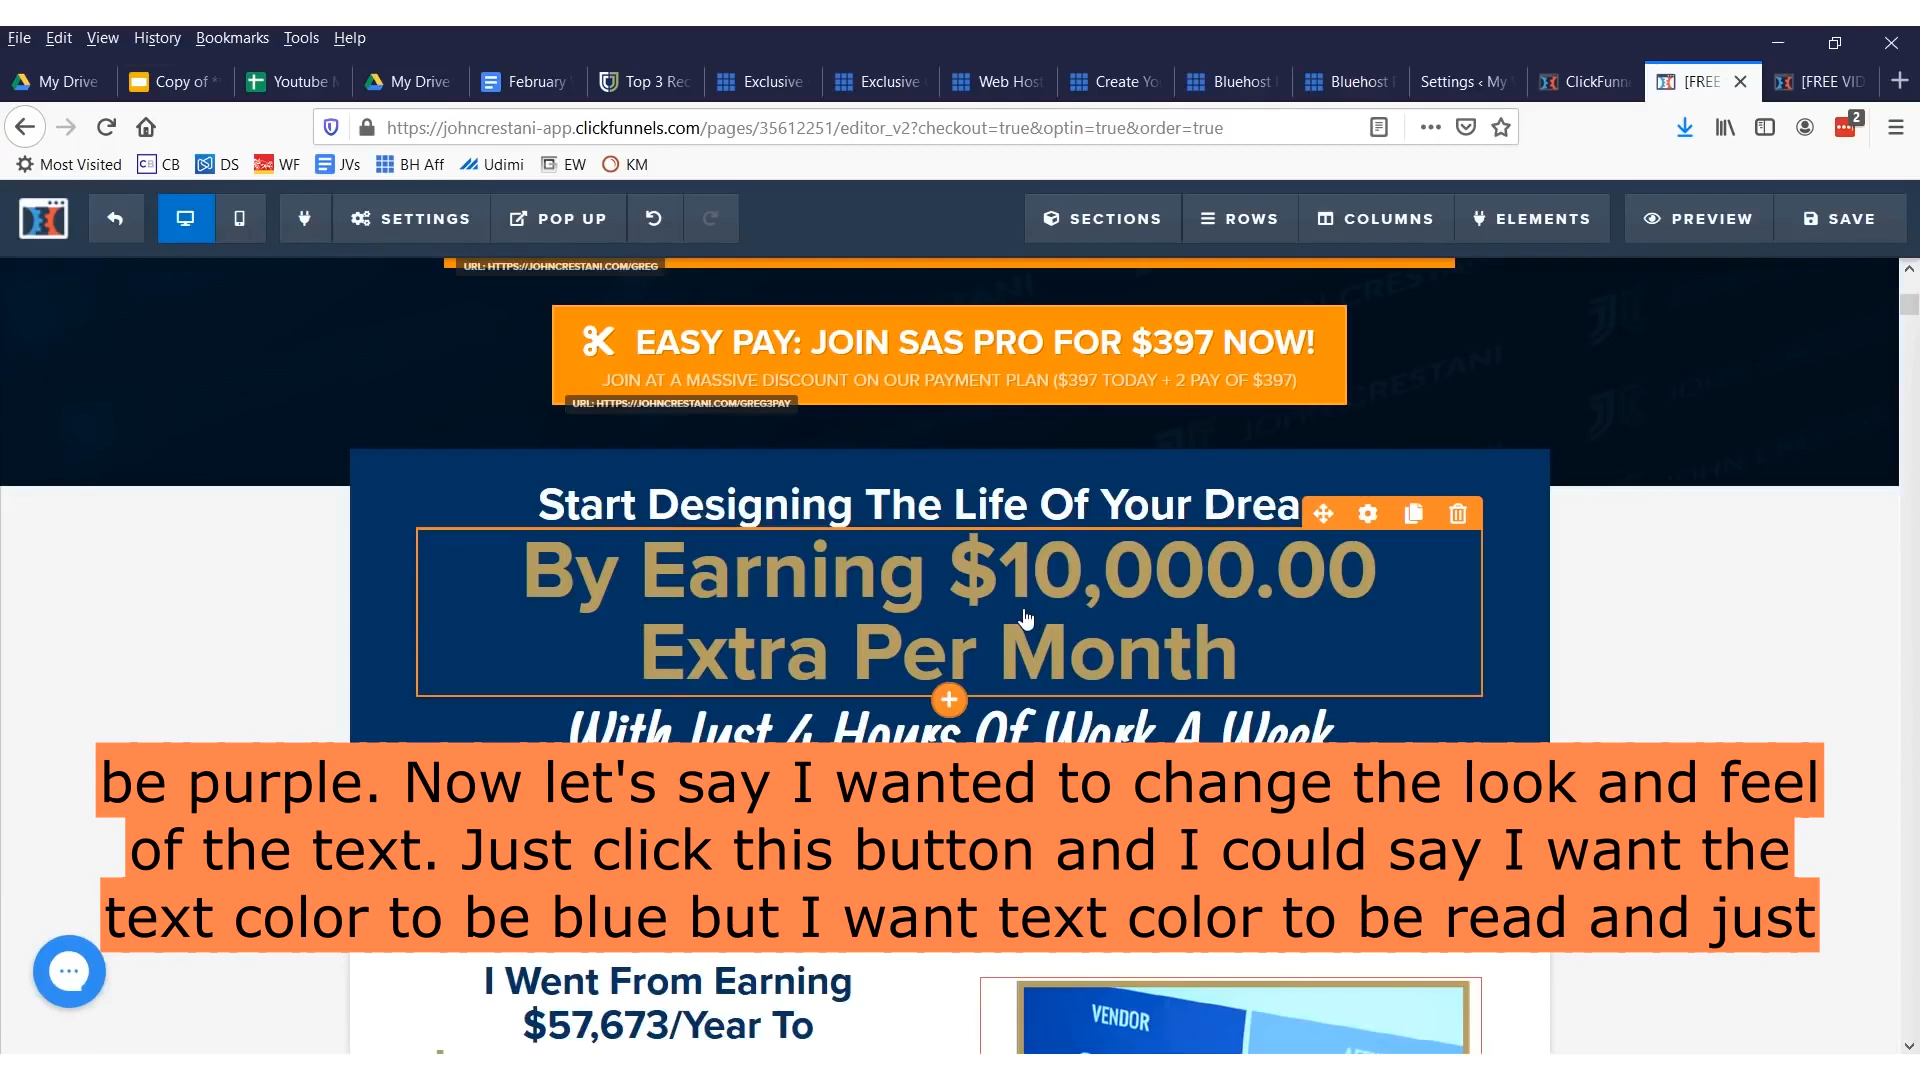 File Edit View History Bookmarks Tools Help
My Drive Copy of Youtube My Drive February Top 3 Rec Exclusive Exclusive Web Host Create Yo Bluehost Bluehost Settings ‹ My ClickFunn [FREE [FREE VID
https://johncrestani-app.clickfunnels.com/pages/35612251/editor_v2?checkout=true&optin=true&order=true
2
Most Visited CB CB DS WF JVs BH Aff Udimi EW KM
SETTINGS POP UP SECTIONS ROWS COLUMNS ELEMENTS PREVIEW SAVE
URL: HTTPS://JOHNCRESTANI.COM/GREG
EASY PAY: JOIN SAS PRO FOR $397 NOW!
JOIN AT A MASSIVE DISCOUNT ON OUR PAYMENT PLAN ($397 TODAY + 2 PAY OF $397)
URL: HTTPS://JOHNCRESTANI.COM/GREG3PAY
Start Designing The Life Of Your Drea
By Earning $10,000.00
Extra Per Month
With Just 4 Hours Of Work A Week
be purple. Now let's say I wanted to change the look and feel
of the text. Just click this button and I could say I want the
text color to be blue but I want text color to be read and just
I Went From Earning
$57,673/Year To
VENDOR